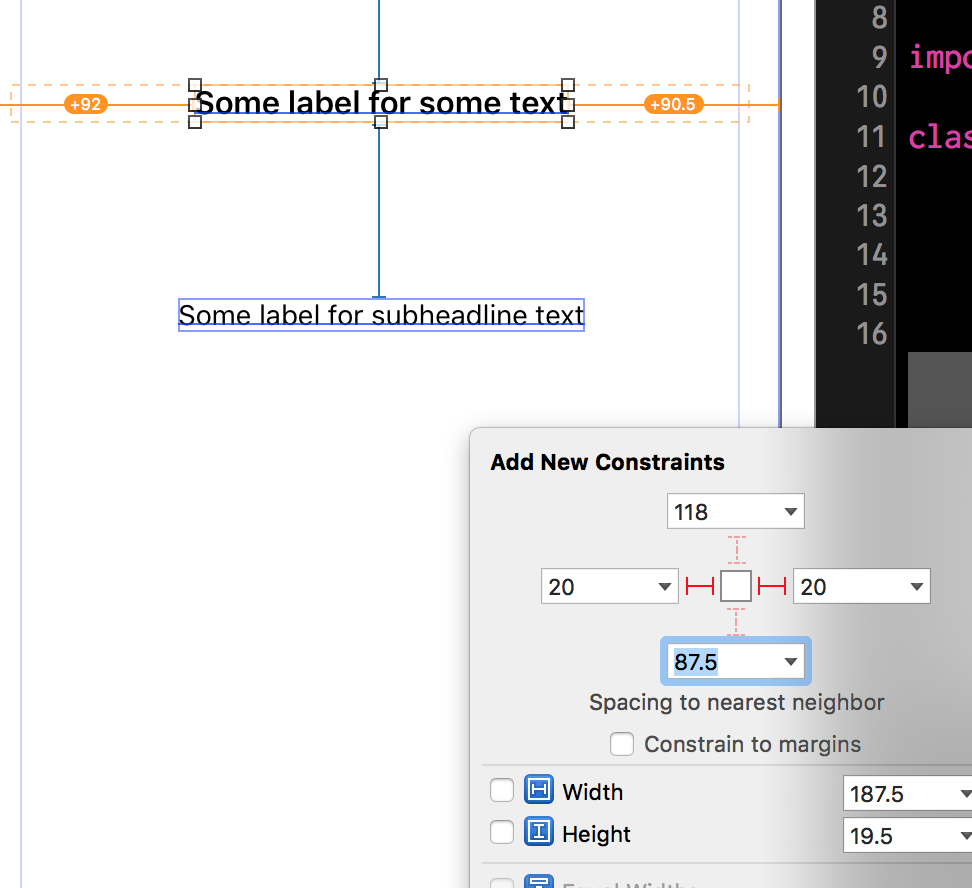 8
9 impo
+92 Some label for some text +90.5
10
11 clas
12
13
14
15
Some label for subheadline text
16
Add New Constraints
118
20 20
87.5
Spacing to nearest neighbor
Constrain to margins
Width 187.5
Height 19.5
Equal Widths